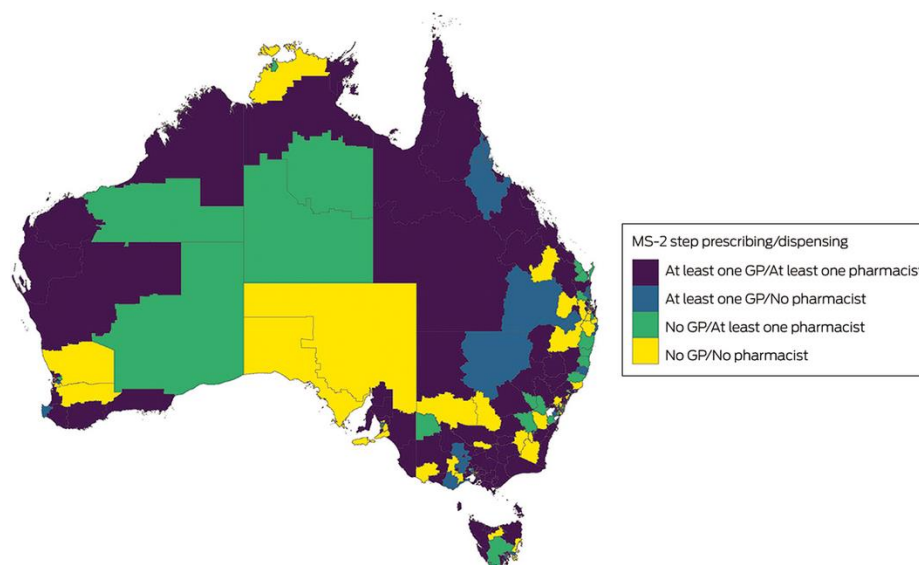 MS-2 step prescribing/dispensing
At least one GP/At least one pharmacist
At least one GP/No pharmacist
No GP/At least one pharmacist
No GP/No pharmacist